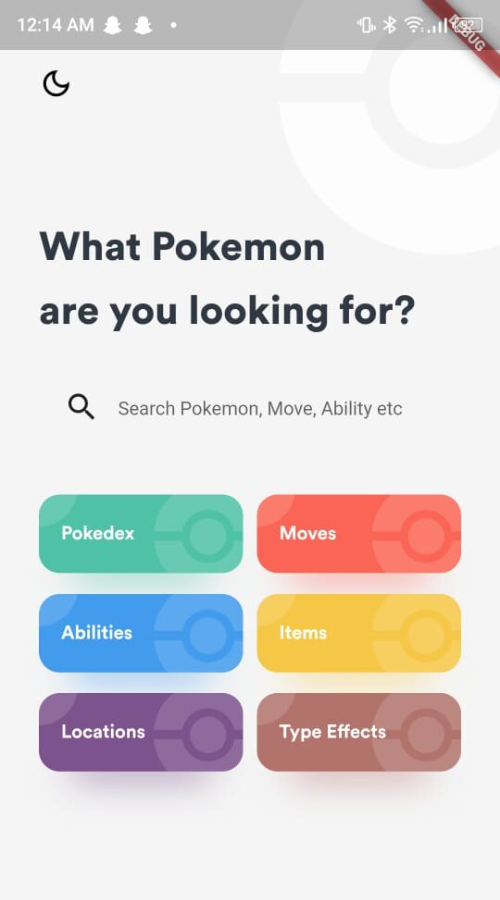 12:14 AM
DEBUG
What Pokemon
are you looking for?
Search Pokemon, Move, Ability etc
Pokedex
Moves
Abilities
Items
Locations
Type Effects